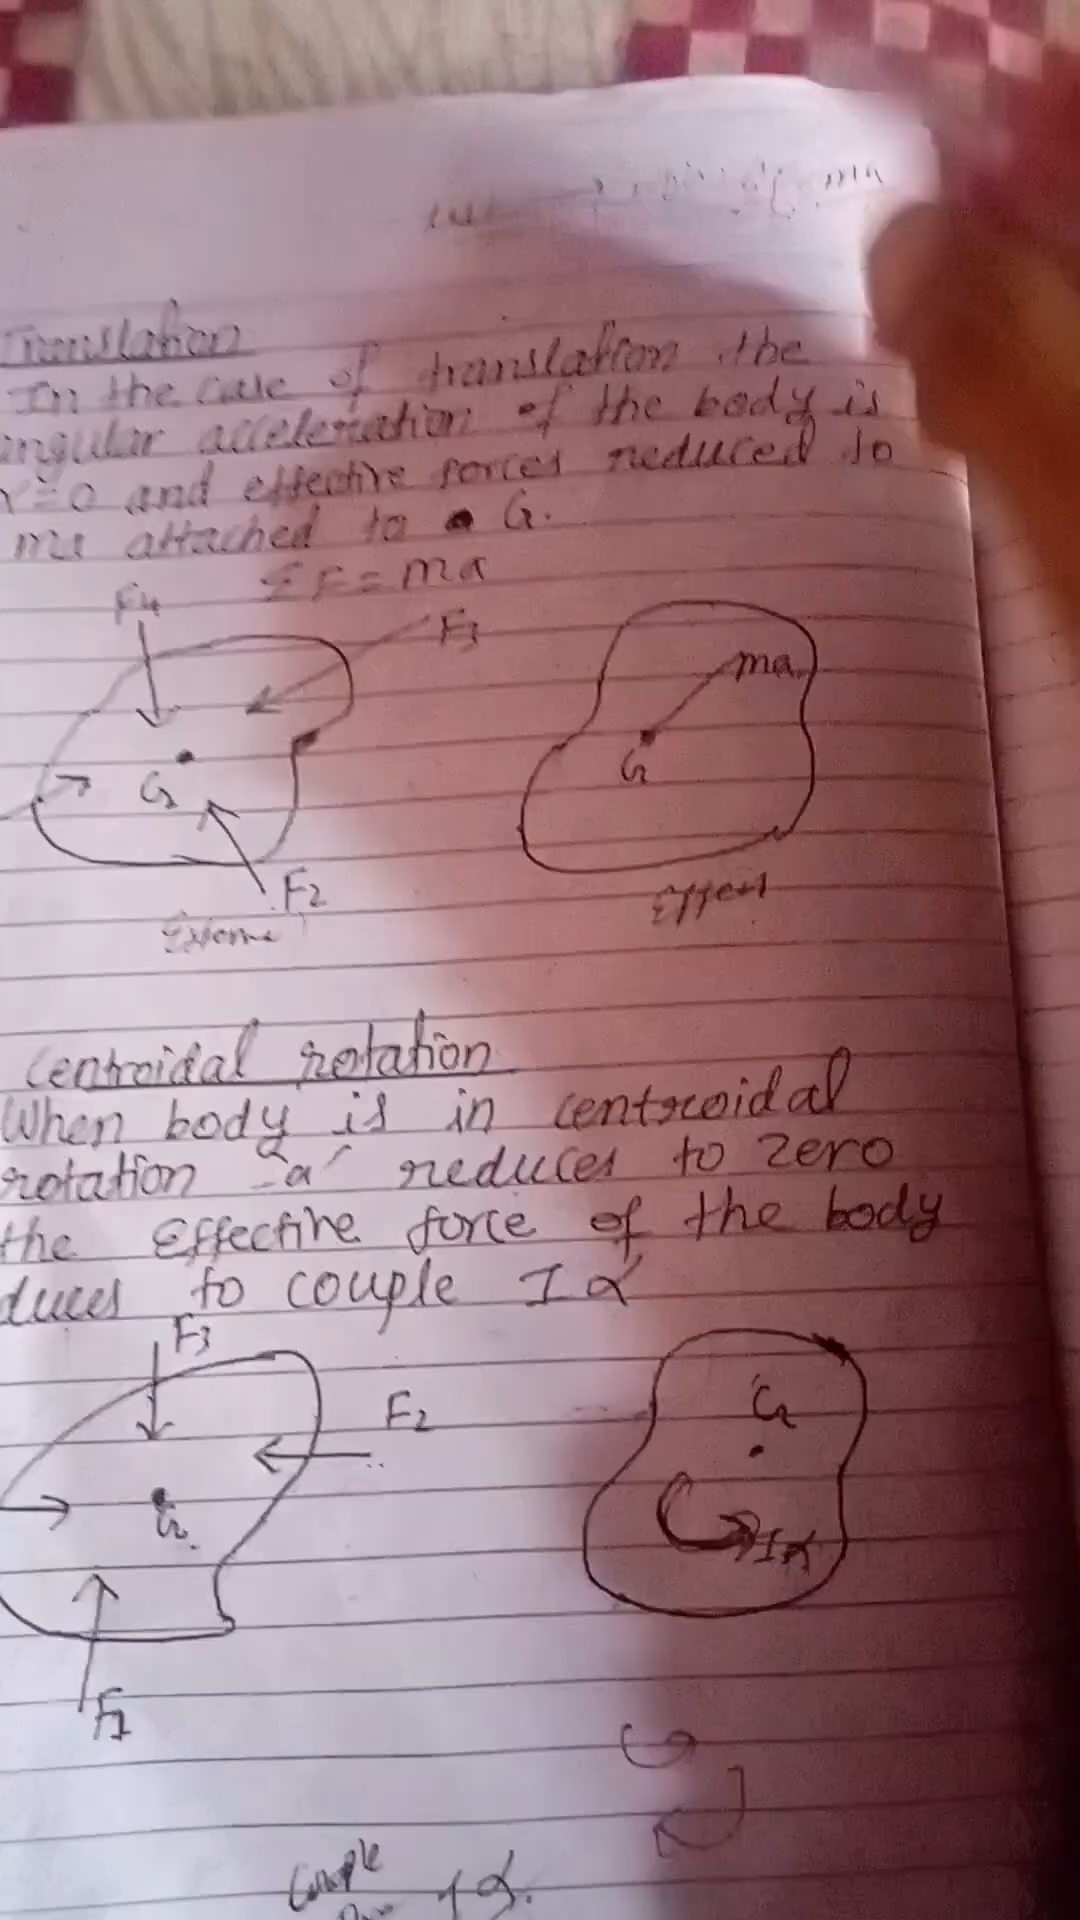 Translation
In the case of translation the
angular acceleration of the body is
α=0 and effective forces reduced to
ma attached to G.
ΣF = ma
F4
F3
ma
G
G
F2
Effect
Centroidal rotation
When body is in centrooidal
rotation 'a' reduces to zero
the Effective force of the body
duces to couple Iα
F3
F2
G
G
Iα
F1
Couple
α.